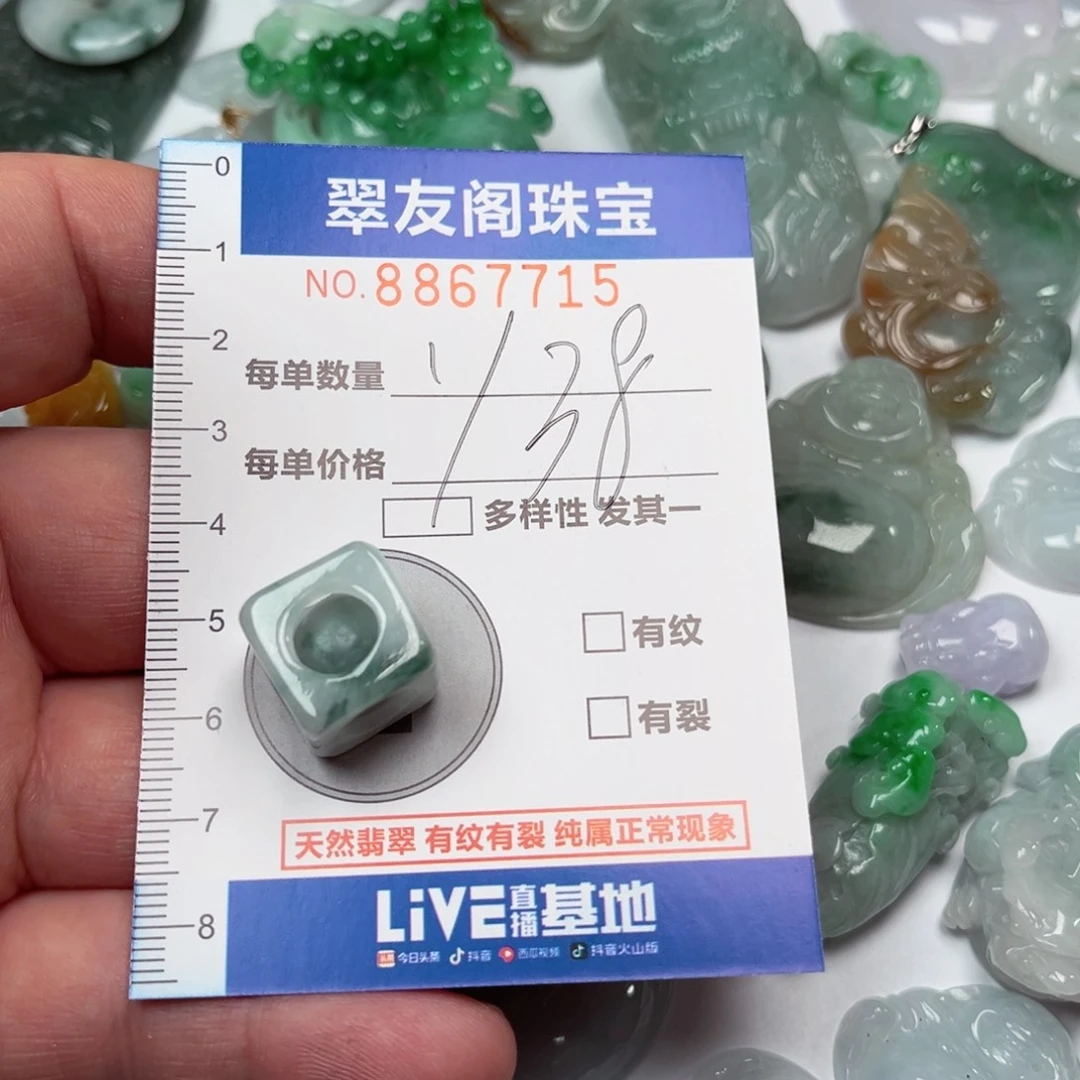 0
翠友阁珠宝
1
NO.8867715
2
每单数量
1/38
3
每单价格
4
多样性 发其一
5
有纹
6
有裂
7
天然翡翠 有纹有裂 纯属正常现象
8
LiVE直播基地
头条 今日头条 抖音 西瓜视频 抖音火山版